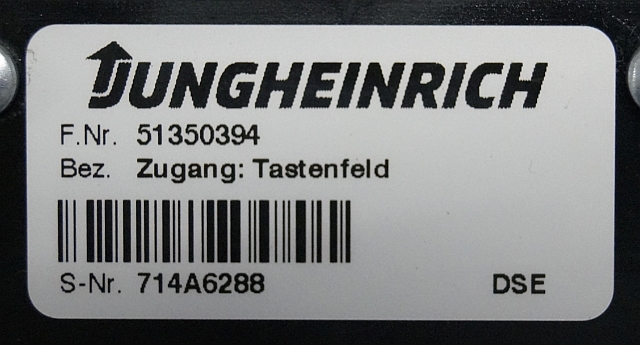 JUNGHEINRICH
F.Nr. 51350394
Bez. Zugang: Tastenfeld
S-Nr. 714A6288 DSE